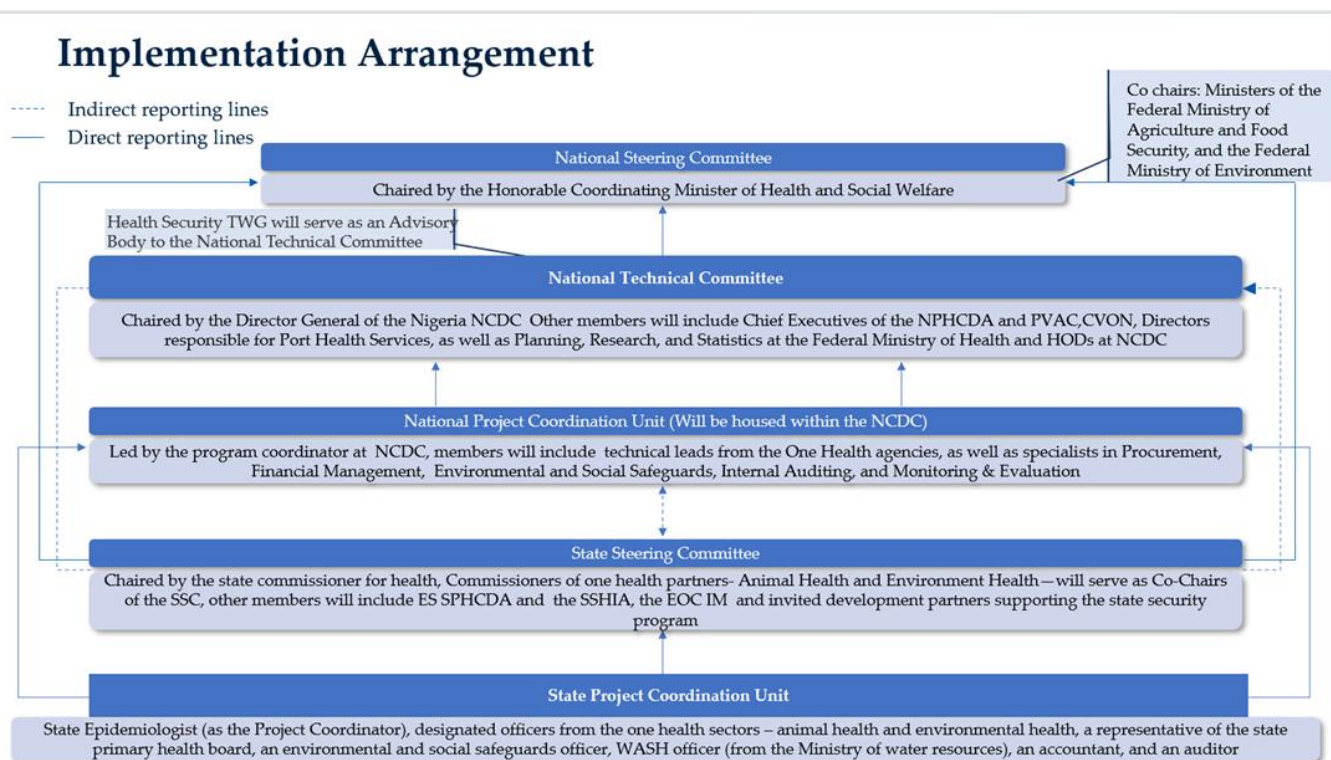 Implementation Arrangement
Indirect reporting lines
Direct reporting lines
Co chairs: Ministers of the
Federal Ministry of
Agriculture and Food
Security, and the Federal
Ministry of Environment
National Steering Committee
Chaired by the Honorable Coordinating Minister of Health and Social Welfare
Health Security TWG will serve as an Advisory
Body to the National Technical Committee
National Technical Committee
Chaired by the Director General of the Nigeria NCDC Other members will include Chief Executives of the NPHCDA and PVAC,CVON, Directors
responsible for Port Health Services, as well as Planning, Research, and Statistics at the Federal Ministry of Health and HODs at NCDC
National Project Coordination Unit (Will be housed within the NCDC)
Led by the program coordinator at NCDC, members will include technical leads from the One Health agencies, as well as specialists in Procurement,
Financial Management, Environmental and Social Safeguards, Internal Auditing, and Monitoring & Evaluation
State Steering Committee
Chaired by the state commissioner for health, Commissioners of one health partners- Animal Health and Environment Health—will serve as Co-Chairs
of the SSC, other members will include ES SPHCDA and the SSHIA, the EOC IM and invited development partners supporting the state security
program
State Project Coordination Unit
State Epidemiologist (as the Project Coordinator), designated officers from the one health sectors – animal health and environmental health, a representative of the state
primary health board, an environmental and social safeguards officer, WASH officer (from the Ministry of water resources), an accountant, and an auditor